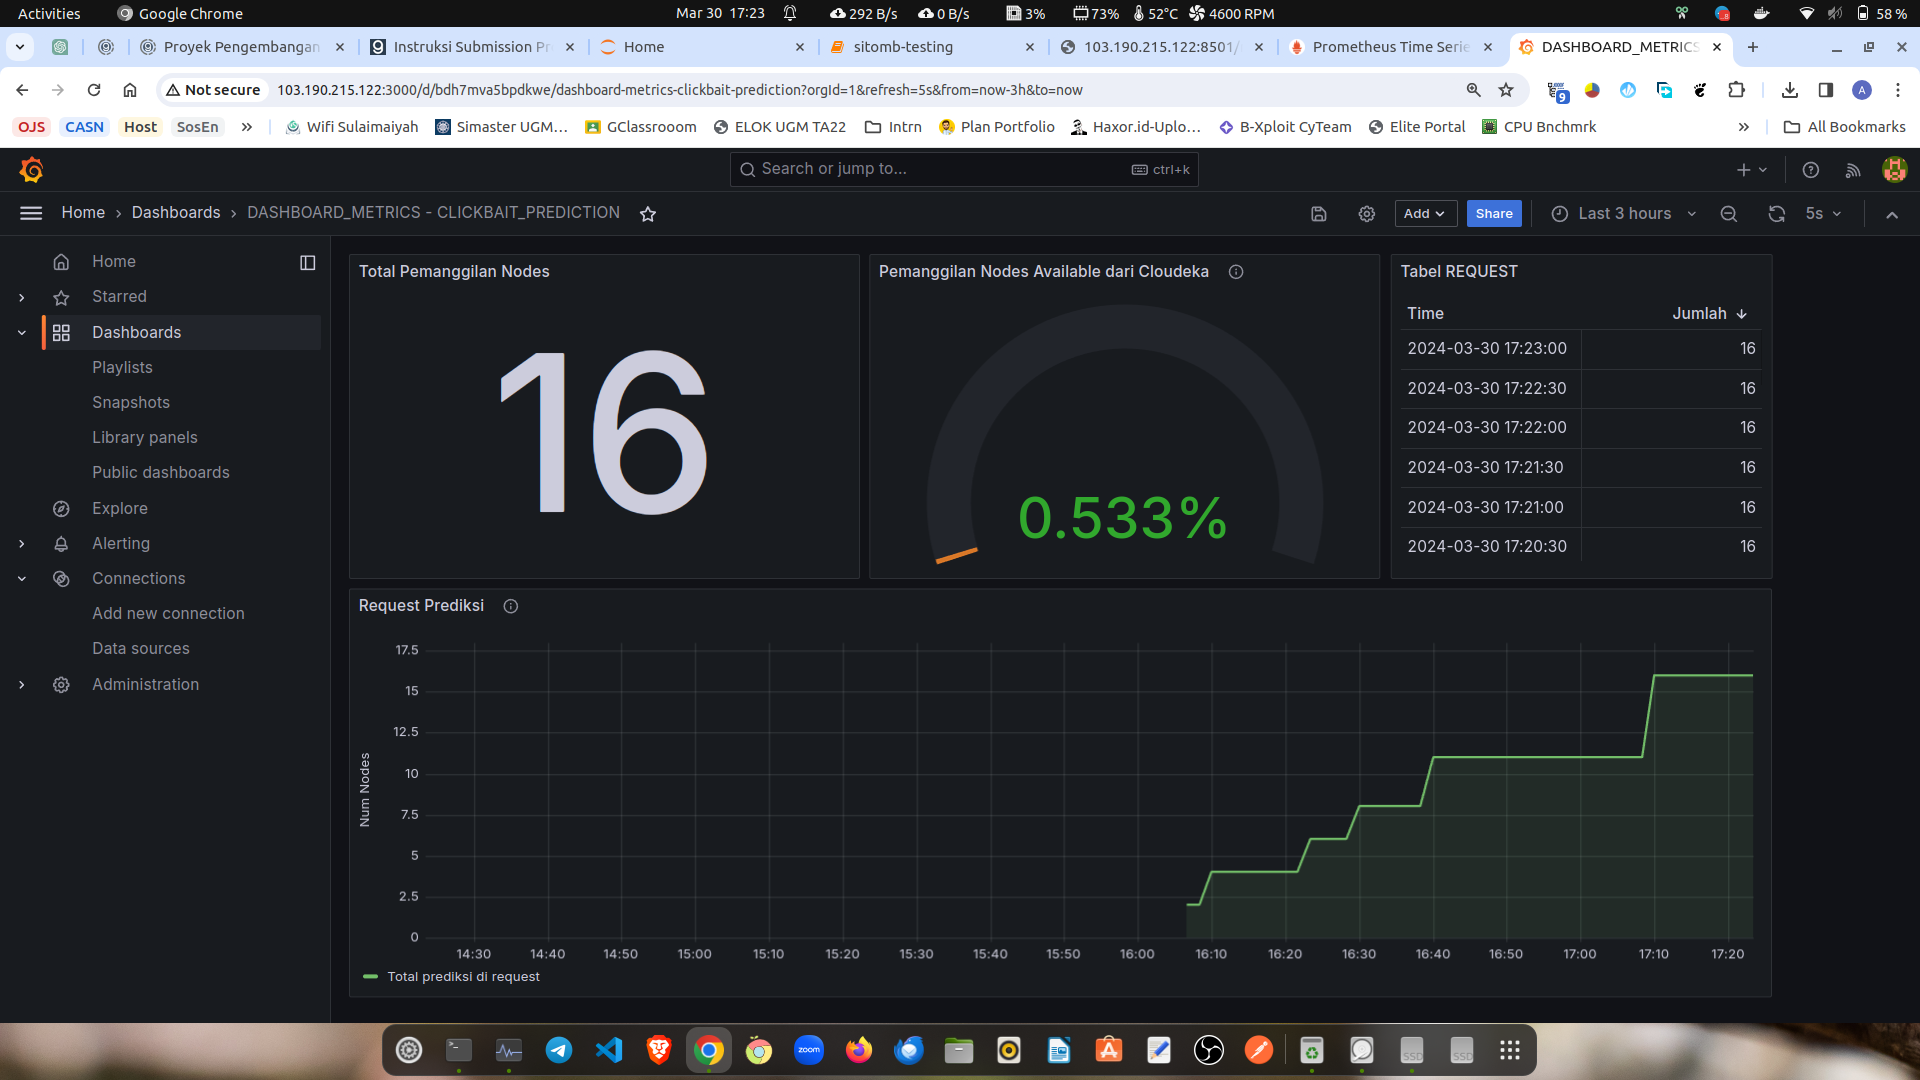 Activities
Google Chrome
Mar 30 17:23
292 B/s
0 B/s
3%
73%
52°C
4600 RPM
58 %
Proyek Pengembangan
Instruksi Submission Pr
Home
sitomb-testing
103.190.215.122:8501/
Prometheus Time Serie
DASHBOARD_METRICS
Not secure
103.190.215.122:3000/d/bdh7mva5bpdkwe/dashboard-metrics-clickbait-prediction?orgId=1&refresh=5s&from=now-3h&to=now
9
A
OJS
CASN
Host
SosEn
Wifi Sulaimaiyah
Simaster UGM...
GClassrooom
ELOK UGM TA22
Intrn
Plan Portfolio
Haxor.id-Uplo...
B-Xploit CyTeam
Elite Portal
CPU Bnchmrk
All Bookmarks
Search or jump to...
ctrl+k
Home
Dashboards
DASHBOARD_METRICS - CLICKBAIT_PREDICTION
Add
Share
Last 3 hours
5s
Home
Starred
Dashboards
Playlists
Snapshots
Library panels
Public dashboards
Explore
Alerting
Connections
Add new connection
Data sources
Administration
Total Pemanggilan Nodes
16
Pemanggilan Nodes Available dari Cloudeka
0.533%
Tabel REQUEST
Time Jumlah
2024-03-30 17:23:00 16
2024-03-30 17:22:30 16
2024-03-30 17:22:00 16
2024-03-30 17:21:30 16
2024-03-30 17:21:00 16
2024-03-30 17:20:30 16
Request Prediksi
Num Nodes
17.5
15
12.5
10
7.5
5
2.5
0
14:30 14:40 14:50 15:00 15:10 15:20 15:30 15:40 15:50 16:00 16:10 16:20 16:30 16:40 16:50 17:00 17:10 17:20
Total prediksi di request
zoom
SSD
SSD